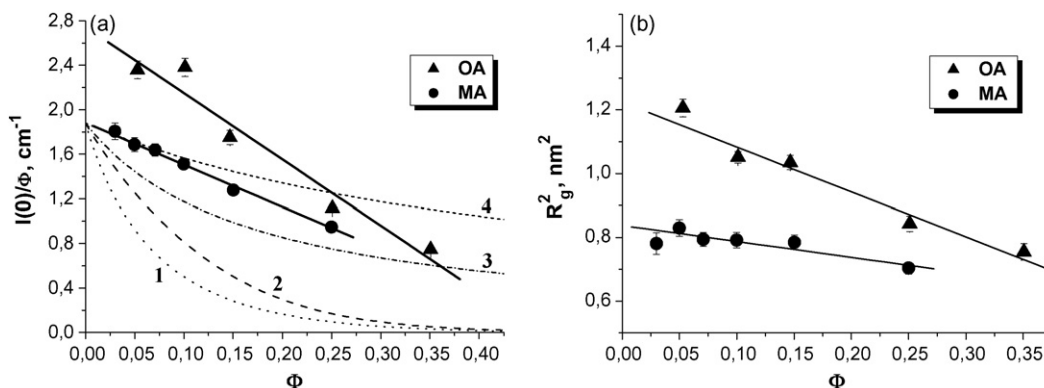 (a)
OA
MA
I(0)/Φ, cm⁻¹
2,8
2,4
2,0
1,6
1,2
0,8
0,4
0,0
4
3
2
1
0,00 0,05 0,10 0,15 0,20 0,25 0,30 0,35 0,40
Φ
(b)
OA
MA
R²g, nm²
1,4
1,2
1,0
0,8
0,6
0,00 0,05 0,10 0,15 0,20 0,25 0,30 0,35
Φ